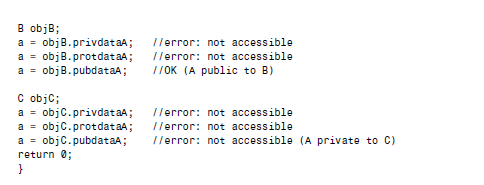 B objB;
a = objB.privdataA;   //error: not accessible
a = objB.protdataA;   //error: not accessible
a = objB.pubdataA;    //OK (A public to B)
C objC;
a = objC.privdataA;   //error: not accessible
a = objC.protdataA;   //error: not accessible
a = objC.pubdataA;    //error: not accessible (A private to C)
return 0;
}